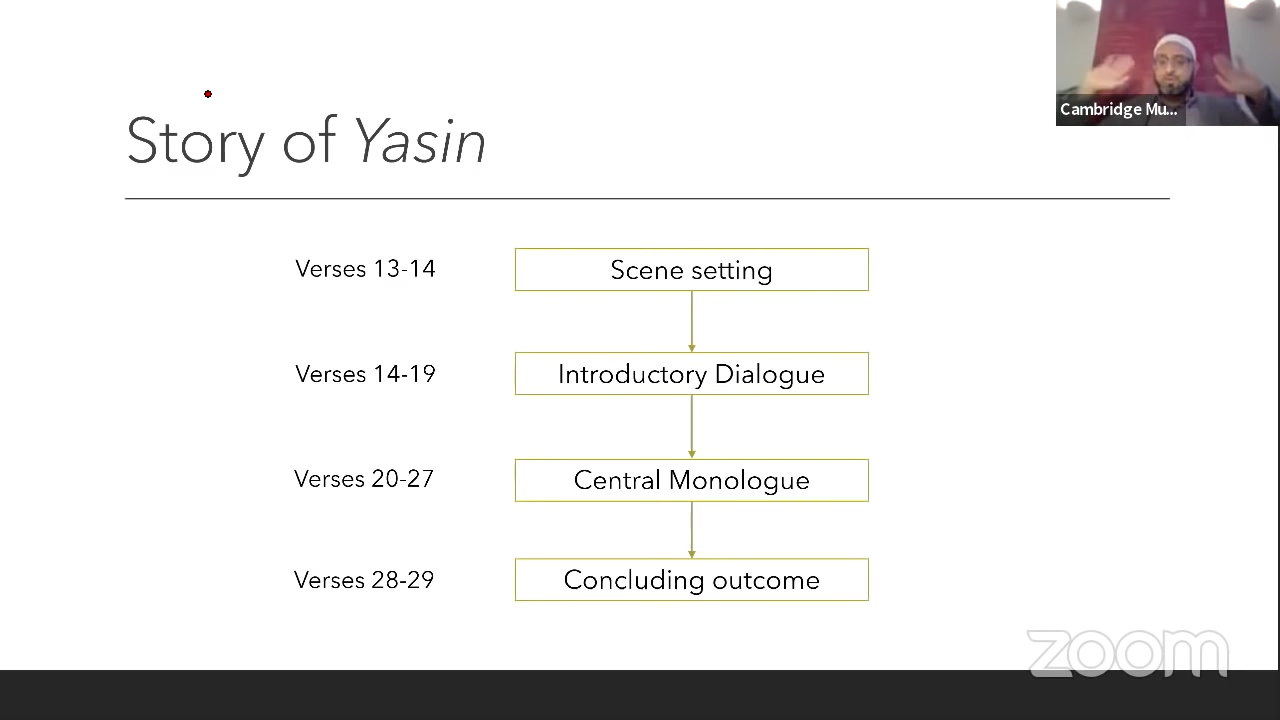 Cambridge Mu...
Story of Yasin
Verses 13-14
Scene setting
Verses 14-19
Introductory Dialogue
Verses 20-27
Central Monologue
Verses 28-29
Concluding outcome
zoom